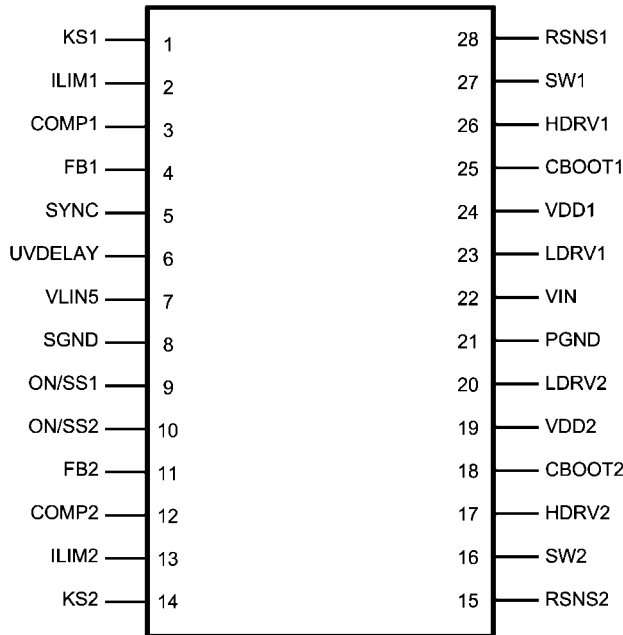 KS1 1 28 RSNS1
ILIM1 2 27 SW1
COMP1 3 26 HDRV1
FB1 4 25 CBOOT1
SYNC 5 24 VDD1
UVDELAY 6 23 LDRV1
VLIN5 7 22 VIN
SGND 8 21 PGND
ON/SS1 9 20 LDRV2
ON/SS2 10 19 VDD2
FB2 11 18 CBOOT2
COMP2 12 17 HDRV2
ILIM2 13 16 SW2
KS2 14 15 RSNS2